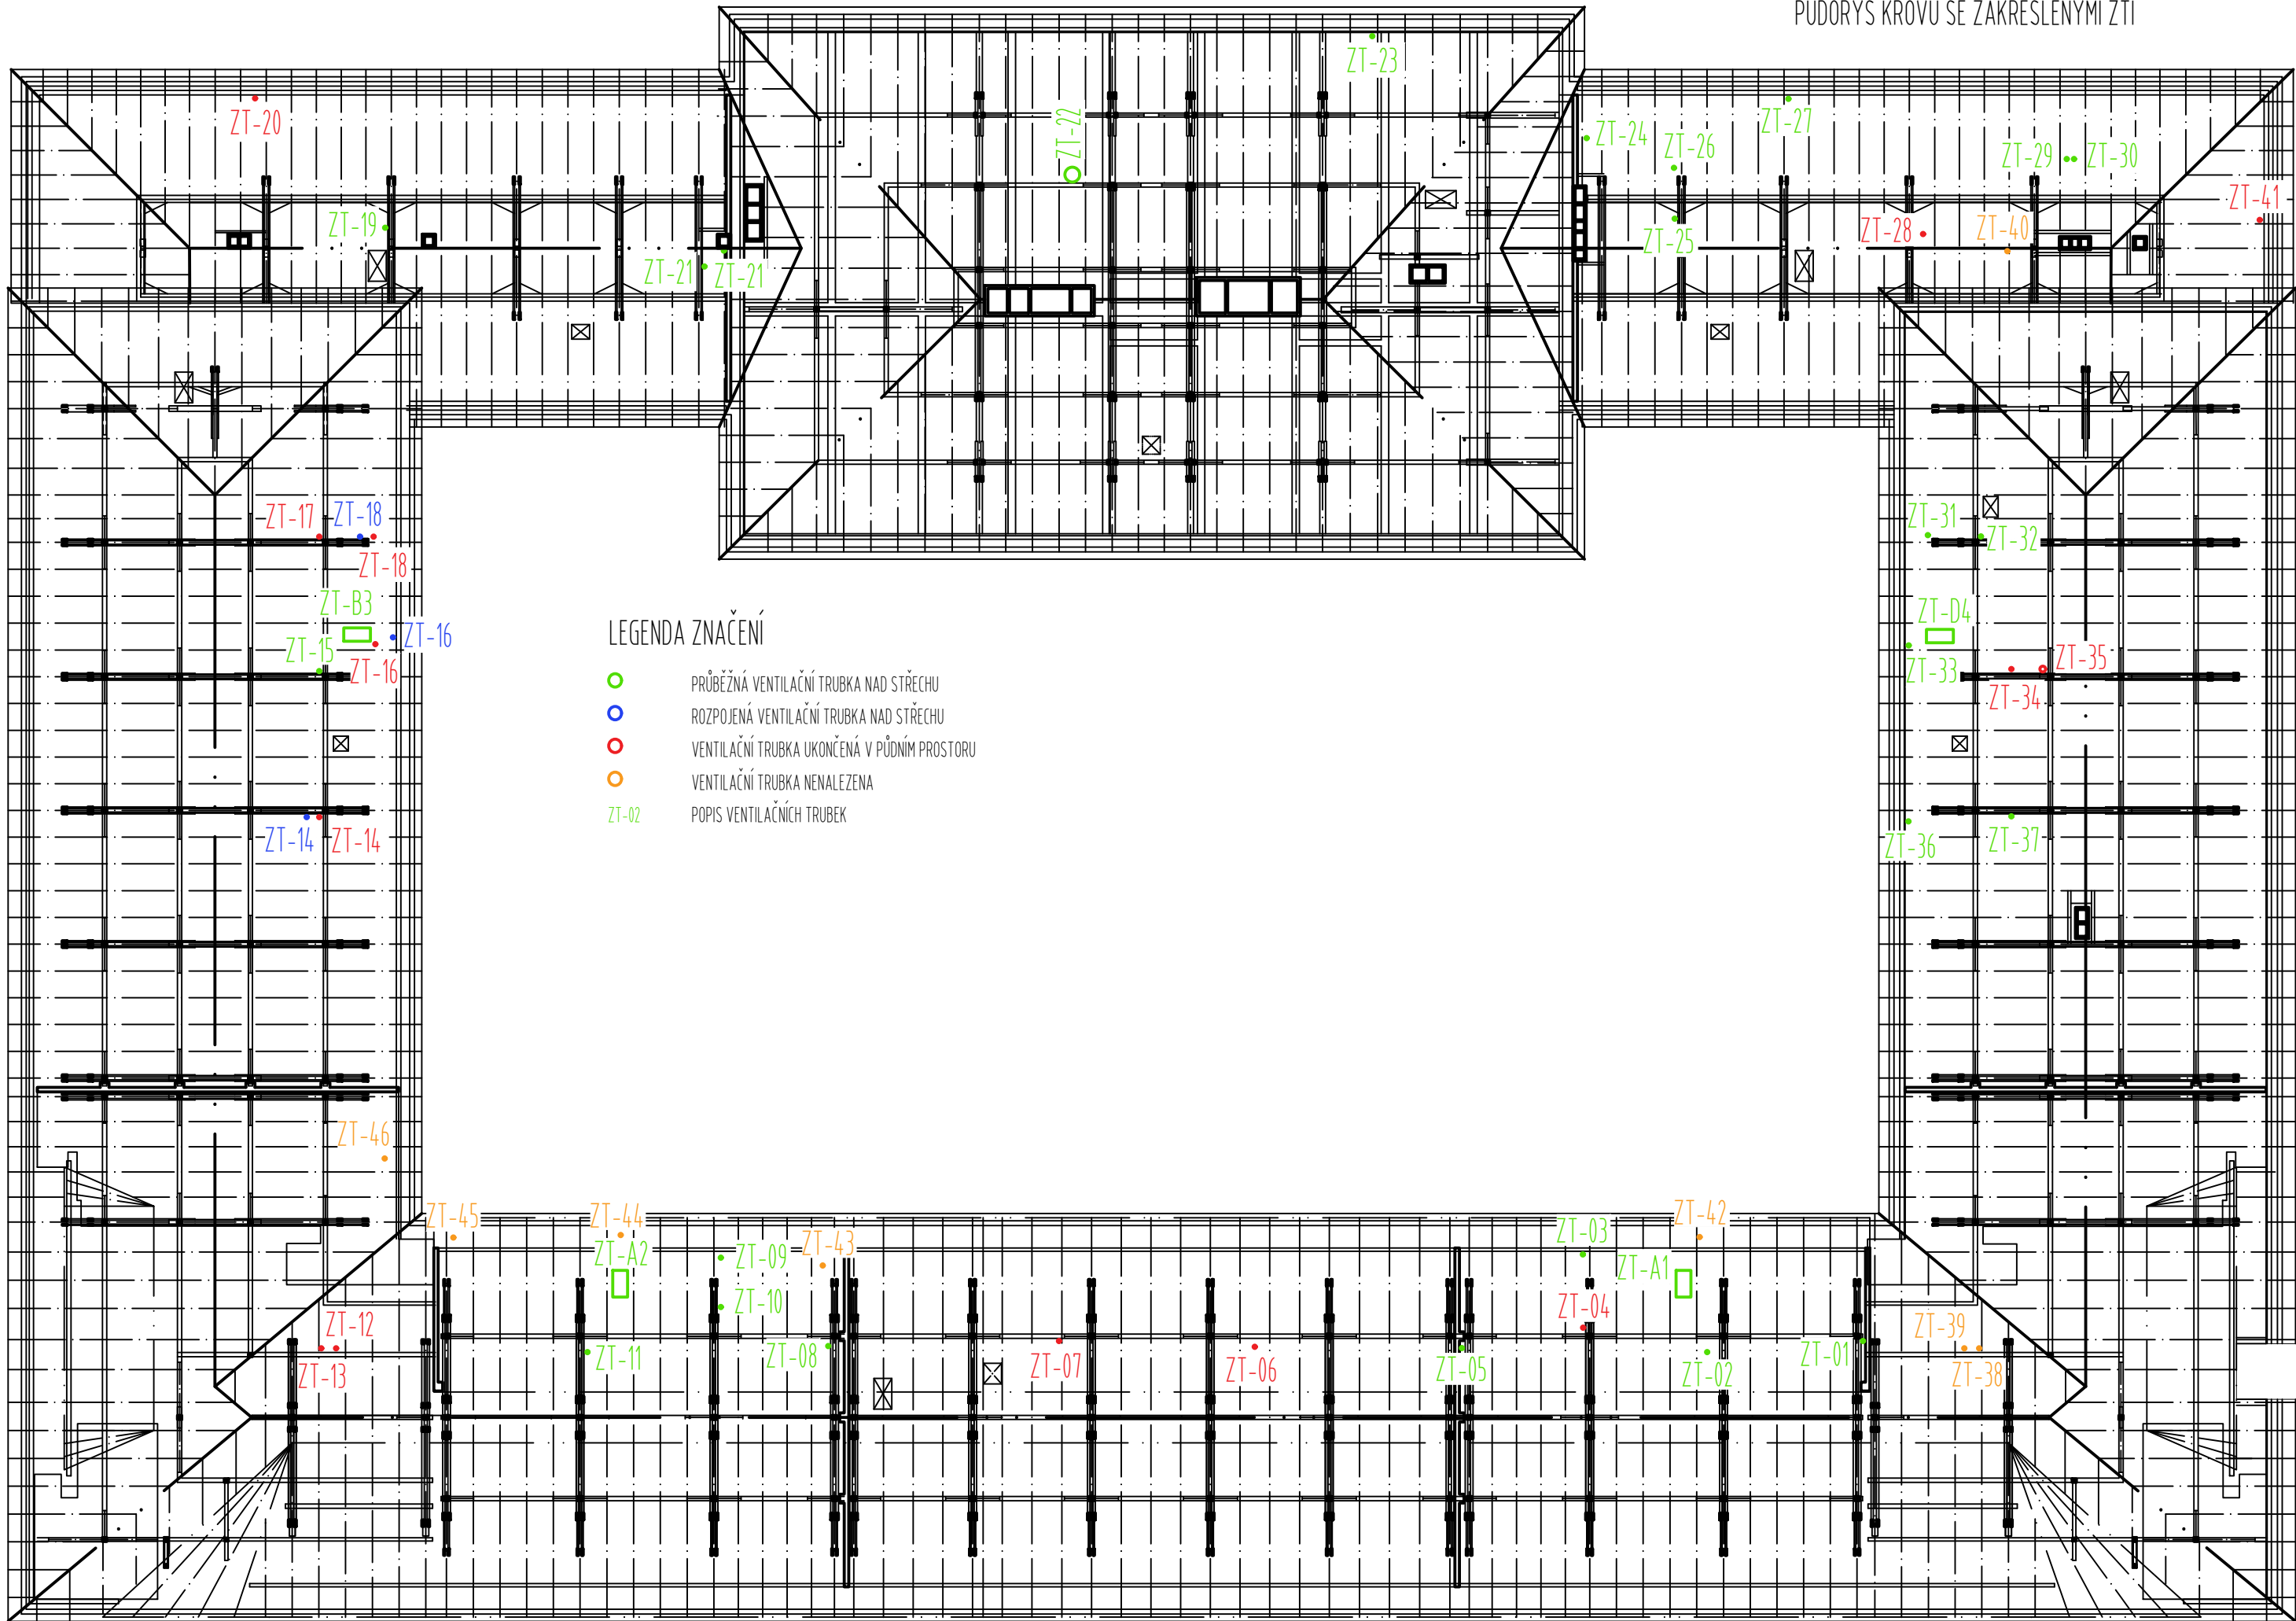 PŮDORYS KROVU SE ZAKRESLENÝMI ZTI
ZT-23
ZT-20
ZT-22
ZT-24
ZT-26
ZT-27
ZT-29
ZT-30
ZT-19
ZT-41
ZT-25
ZT-28
ZT-40
ZT-21
ZT-21
ZT-17
ZT-18
ZT-18
ZT-31
ZT-32
ZT-B3
ZT-16
ZT-15
ZT-16
ZT-D4
ZT-33
ZT-35
ZT-34
LEGENDA ZNAČENÍ
PRŮBĚŽNÁ VENTILAČNÍ TRUBKA NAD STŘECHU
ROZPOJENÁ VENTILAČNÍ TRUBKA NAD STŘECHU
VENTILAČNÍ TRUBKA UKONČENÁ V PŮDNÍM PROSTORU
VENTILAČNÍ TRUBKA NENALEZENA
ZT-02 POPIS VENTILAČNÍCH TRUBEK
ZT-14
ZT-14
ZT-36
ZT-37
ZT-46
ZT-45
ZT-44
ZT-A2
ZT-09
ZT-43
ZT-03
ZT-42
ZT-A1
ZT-10
ZT-04
ZT-12
ZT-13
ZT-11
ZT-08
ZT-07
ZT-06
ZT-05
ZT-02
ZT-01
ZT-39
ZT-38